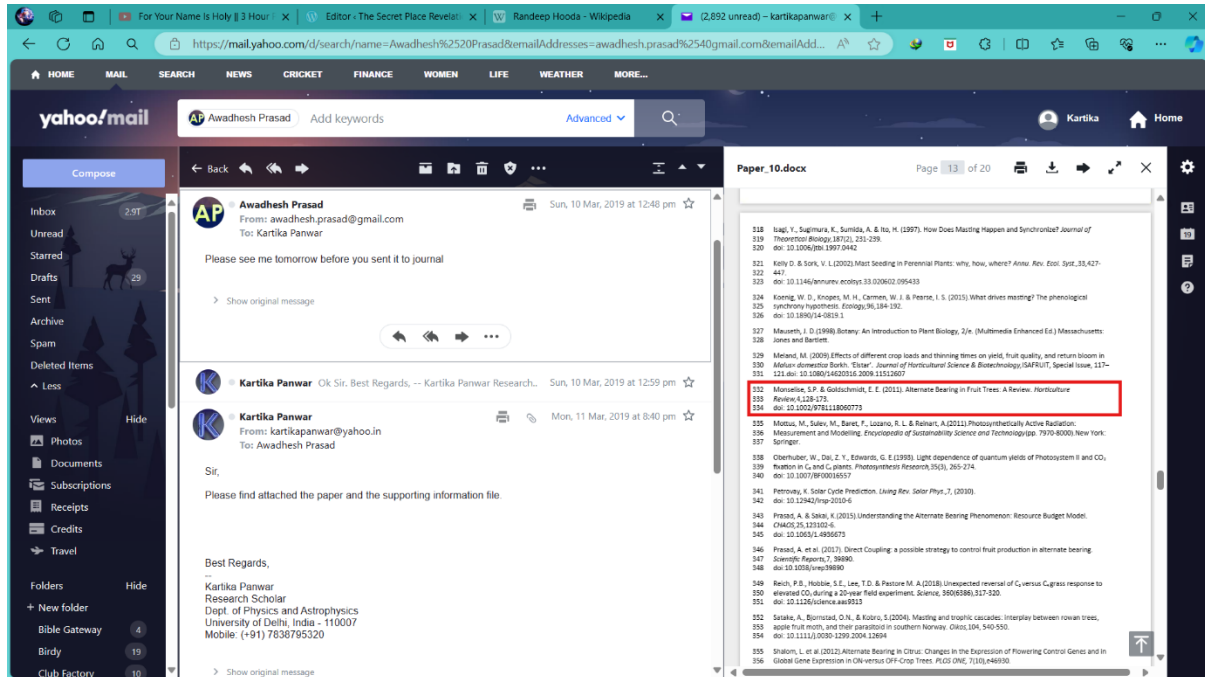 For Your Name Is Holy || 3 Hour
Editor ‹ The Secret Place Revelati
Randeep Hooda - Wikipedia
(2,892 unread) – kartikapanwar@
https://mail.yahoo.com/d/search/name=Awadhesh%2520Prasad&emailAddresses=awadhesh.prasad%2540gmail.com&emailAdd...
HOME MAIL SEARCH NEWS CRICKET FINANCE WOMEN LIFE WEATHER MORE...
yahoo!mail
AP Awadhesh Prasad Add keywords Advanced
Kartika Home
Compose
Inbox 2.9T
Unread
Starred
Drafts 29
Sent
Archive
Spam
Deleted Items
Less
Views Hide
Photos
Documents
Subscriptions
Receipts
Credits
Travel
Folders Hide
+ New folder
Bible Gateway 4
Birdy 19
Club Factory 10
Back
AP
Awadhesh Prasad Sun, 10 Mar, 2019 at 12:48 pm
From: awadhesh.prasad@gmail.com
To: Kartika Panwar
Please see me tomorrow before you sent it to journal
> Show original message
K
Kartika Panwar Ok Sir. Best Regards, -- Kartika Panwar Research.. Sun, 10 Mar, 2019 at 12:59 pm
K
Kartika Panwar Mon, 11 Mar, 2019 at 8:40 pm
From: kartikapanwar@yahoo.in
To: Awadhesh Prasad
Sir,
Please find attached the paper and the supporting information file.
Best Regards,
--
Kartika Panwar
Research Scholar
Dept. of Physics and Astrophysics
University of Delhi, India - 110007
Mobile: (+91) 7838795320
> Show original message
Paper_10.docx Page 13 of 20
318 Isagi, Y., Sugimura, K., Sumida, A. & Ito, H. (1997). How Does Masting Happen and Synchronize? Journal of
319 Theoretical Biology,187(2), 231-239.
320 doi: 10.1006/jtbi.1997.0442
321 Kelly D. & Sork, V. L.(2002).Mast Seeding in Perennial Plants: why, how, where? Annu. Rev. Ecol. Syst.,33,427-
322 447.
323 doi: 10.1146/annurev.ecolsys.33.020602.095433
324 Koenig, W. D., Knopes, M. H., Carmen, W. J. & Pearse, I. S. (2015).What drives masting? The phenological
325 synchrony hypothesis. Ecology,96,184-192.
326 doi: 10.1890/14-0819.1
327 Mauseth, J. D.(1998).Botany: An Introduction to Plant Biology, 2/e. (Multimedia Enhanced Ed.) Massachusetts:
328 Jones and Bartlett.
329 Meland, M. (2009).Effects of different crop loads and thinning times on yield, fruit quality, and return bloom in
330 Malusx domestica Borkh. 'Elstar'. Journal of Horticultural Science & Biotechnology,ISAFRUIT, Special Issue, 117–
331 121.doi: 10.1080/14620316.2009.11512607
332 Monselise, S.P. & Goldschmidt, E. E. (2011). Alternate Bearing in Fruit Trees: A Review. Horticulture
333 Review,4,128-173.
334 doi: 10.1002/9781118060773
335 Mottus, M., Sulev, M., Baret, F., Lozano, R. L. & Reinart, A.(2011).Photosynthetically Active Radiation:
336 Measurement and Modelling. Encyclopedia of Sustainability Science and Technology(pp. 7970-8000).New York:
337 Springer.
338 Oberhuber, W., Dai, Z. Y., Edwards, G. E.(1993). Light dependence of quantum yields of Photosystem II and CO₂
339 fixation in C₃ and C₄ plants. Photosynthesis Research,35(3), 265-274.
340 doi: 10.1007/BF00016557
341 Petrovay, K. Solar Cycle Prediction. Living Rev. Solar Phys.,7, (2010).
342 doi: 10.12942/lrsp-2010-6
343 Prasad, A. & Sakai, K.(2015).Understanding the Alternate Bearing Phenomenon: Resource Budget Model.
344 CHAOS,25,123102-6.
345 doi: 10.1063/1.4936673
346 Prasad, A. et al. (2017). Direct Coupling: a possible strategy to control fruit production in alternate bearing.
347 Scientific Reports,7, 39890.
348 doi: 10.1038/srep39890
349 Reich, P.B., Hobbie, S.E., Lee, T.D. & Pastore M. A.(2018).Unexpected reversal of C₃ versus C₄grass response to
350 elevated CO₂ during a 20-year field experiment. Science, 360(6386),317-320.
351 doi: 10.1126/science.aas9313
352 Satake, A., Bjornstad, O.N., & Kobro, S.(2004). Masting and trophic cascades: interplay between rowan trees,
353 apple fruit moth, and their parasitoid in southern Norway. Oikos,104, 540-550.
354 doi: 10.1111/j.0030-1299.2004.12694
355 Shalom, L. et al.(2012).Alternate Bearing in Citrus: Changes in the Expression of Flowering Control Genes and in
356 Global Gene Expression in ON-versus OFF-Crop Trees. PLOS ONE, 7(10),e46930.
19